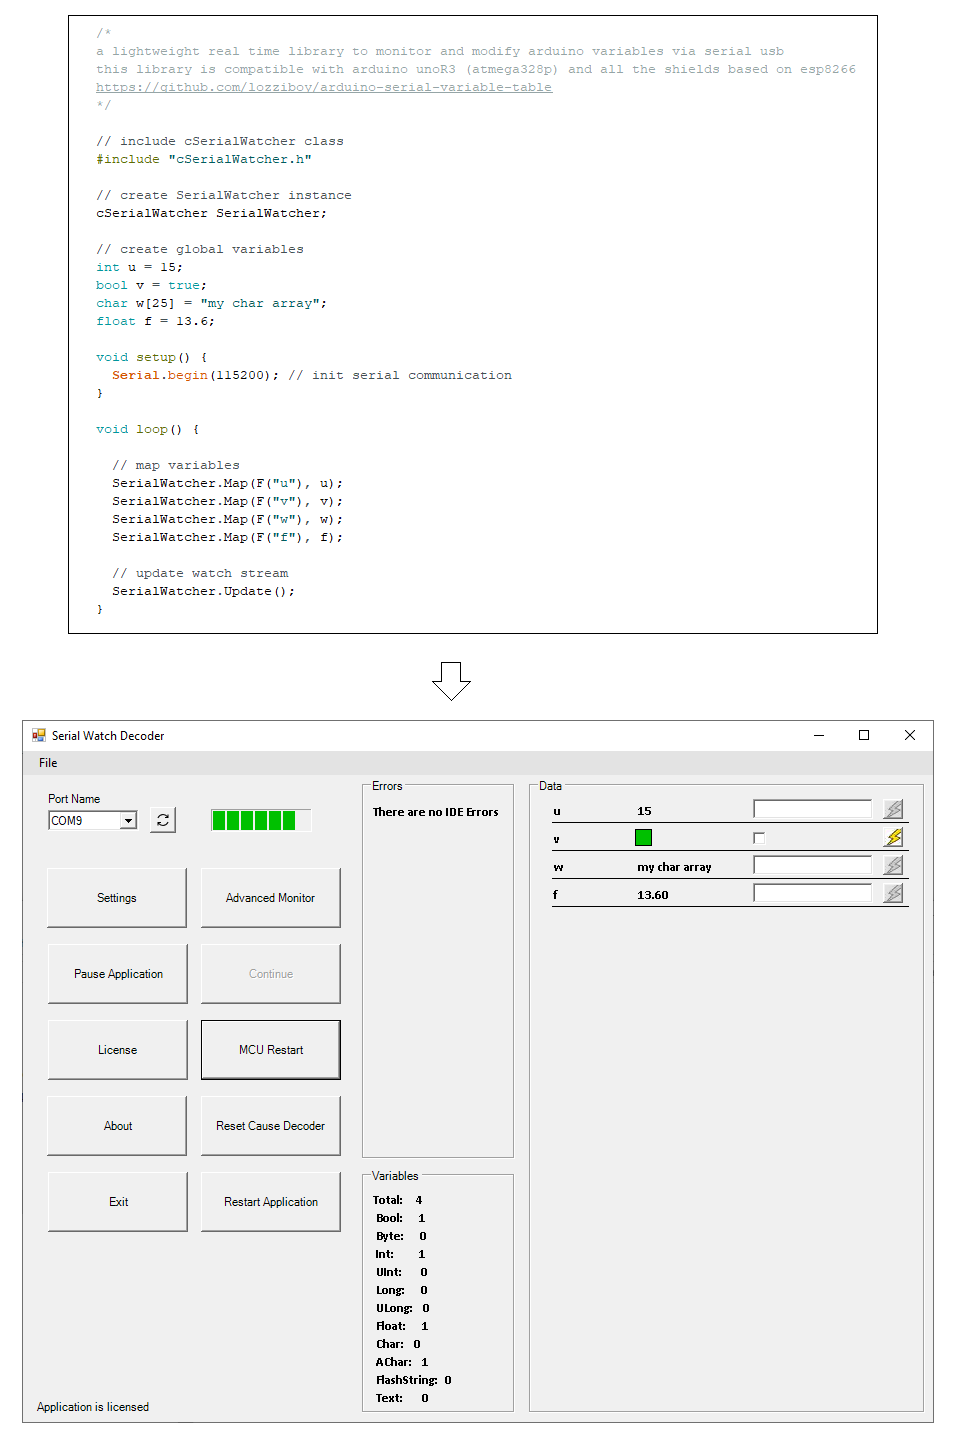 /*
a lightweight real time library to monitor and modify arduino variables via serial usb
this library is compatible with arduino unoR3 (atmega328p) and all the shields based on esp8266
https://github.com/lozziboy/arduino-serial-variable-table
*/
// include cSerialWatcher class
#include "cSerialWatcher.h"
// create SerialWatcher instance
cSerialWatcher SerialWatcher;
// create global variables
int u = 15;
bool v = true;
char w[25] = "my char array";
float f = 13.6;
void setup() {
Serial.begin(115200); // init serial communication
}
void loop() {
// map variables
SerialWatcher.Map(F("u"), u);
SerialWatcher.Map(F("v"), v);
SerialWatcher.Map(F("w"), w);
SerialWatcher.Map(F("f"), f);
// update watch stream
SerialWatcher.Update();
}
Serial Watch Decoder
File
Port Name
COM9
Settings
Advanced Monitor
Pause Application
Continue
License
MCU Restart
About
Reset Cause Decoder
Exit
Restart Application
Application is licensed
Errors
There are no IDE Errors
Variables
Total: 4
Bool: 1
Byte: 0
Int: 1
UInt: 0
Long: 0
ULong: 0
Float: 1
Char: 0
AChar: 1
FlashString: 0
Text: 0
Data
u 15
v
w my char array
f 13.60